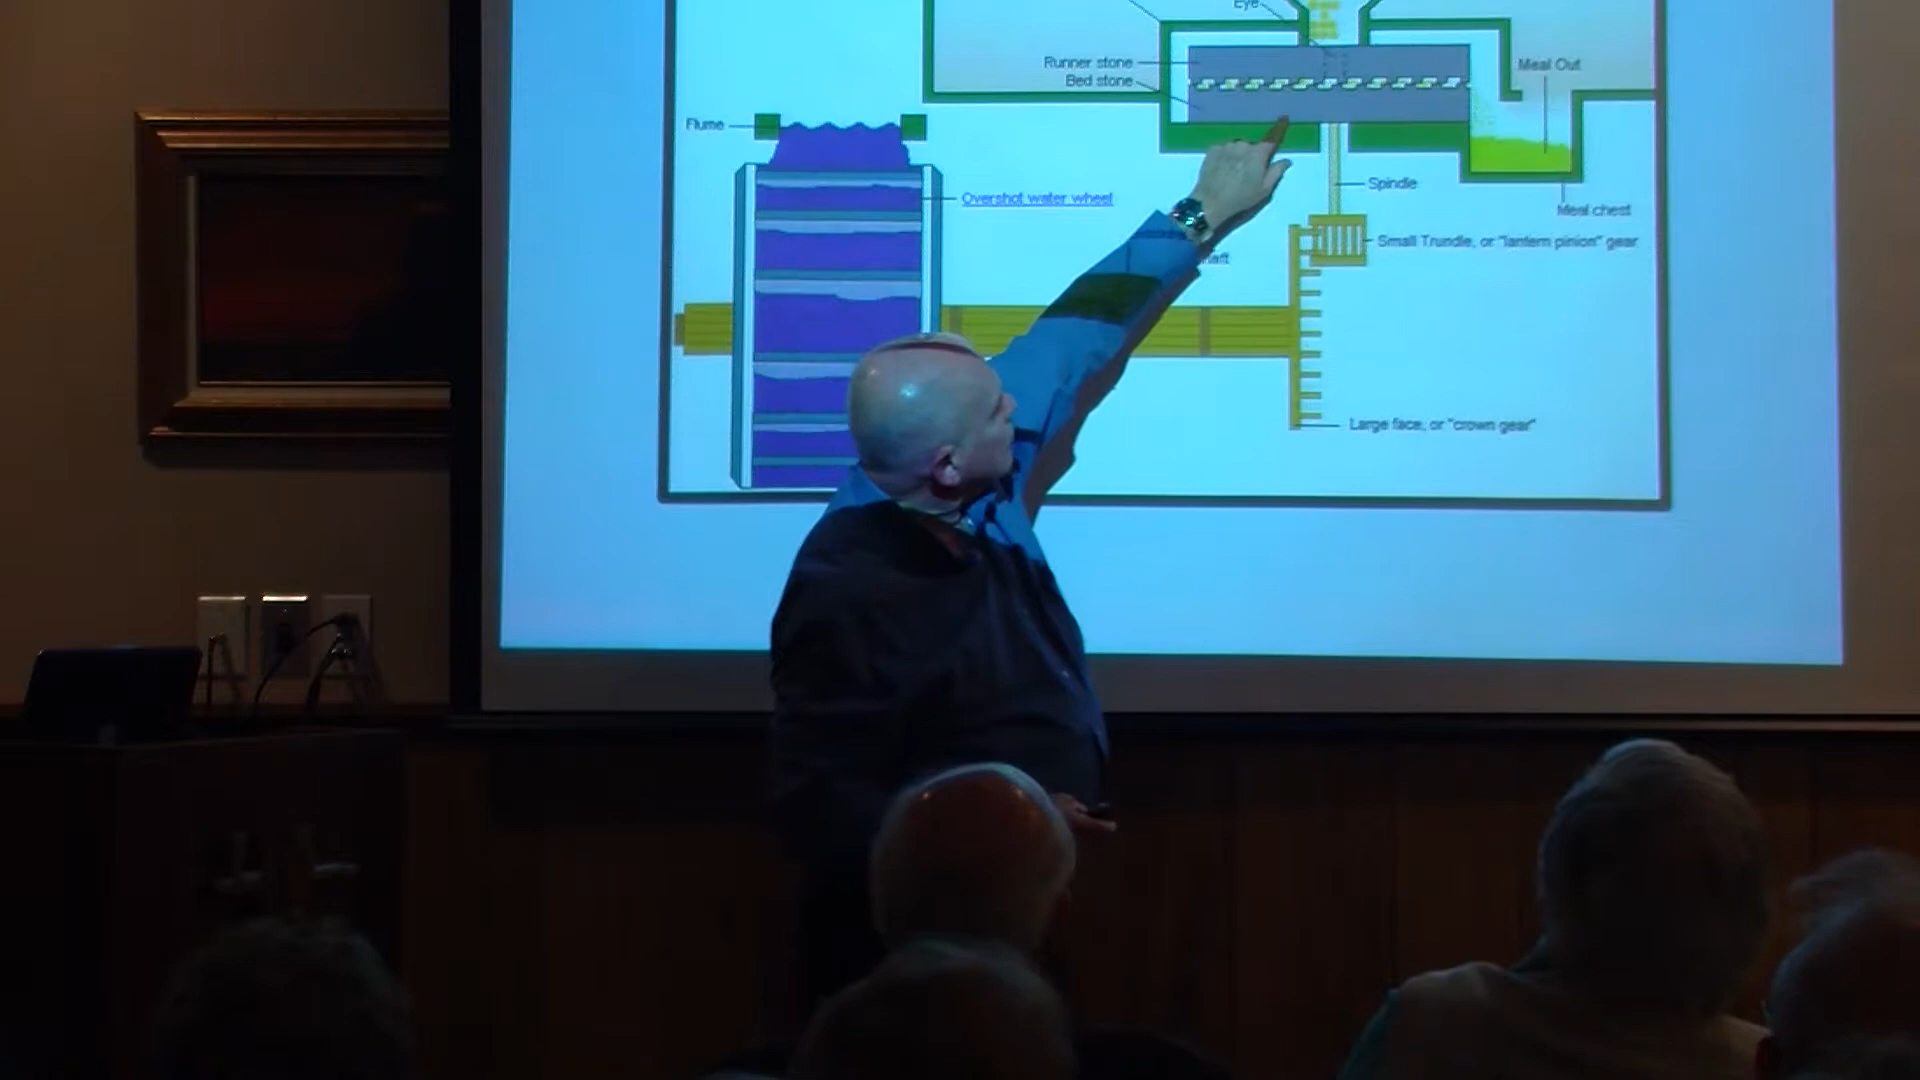 Eye
Runner stone
Bed stone
Meal Out
Flume
Overshot water wheel
Spindle
Meal chest
Small Trundle, or "lantern pinion" gear
Large face, or "crown gear"